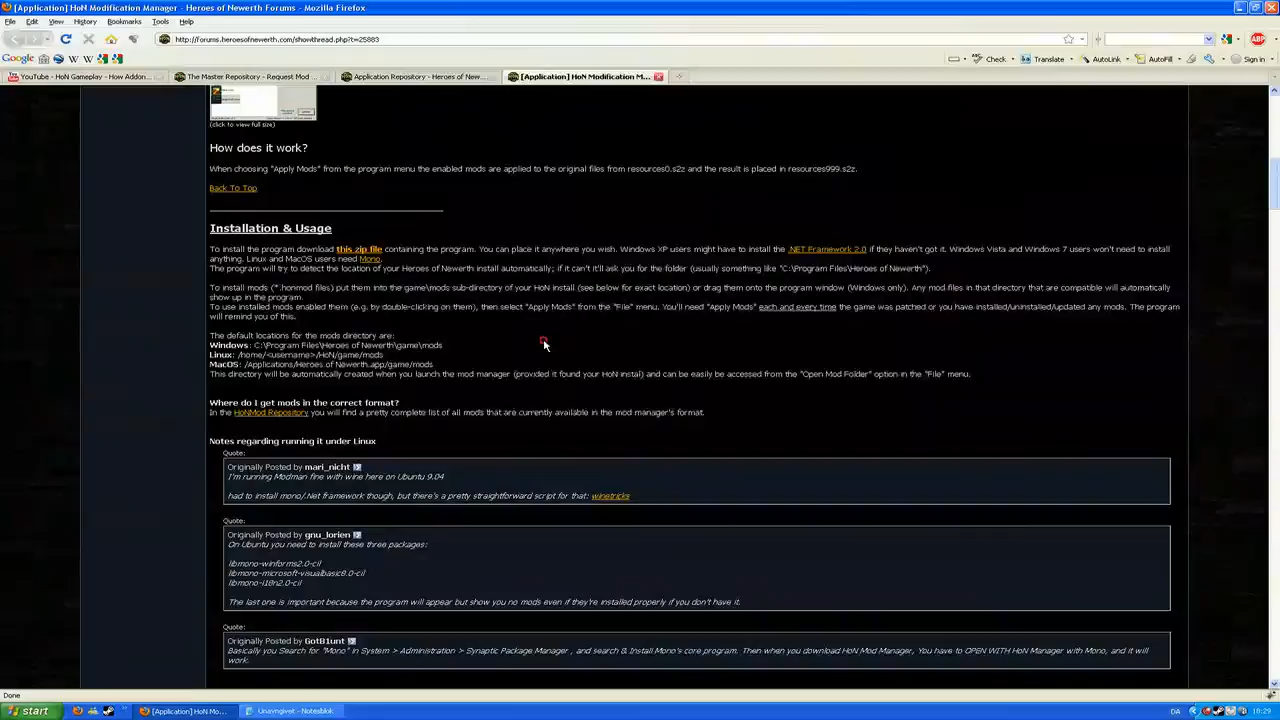 [Application] HoN Modification Manager - Heroes of Newerth Forums - Mozilla Firefox
File Edit View History Bookmarks Tools Help
http://forums.heroesofnewerth.com/showthread.php?t=25883
Google Check Translate AutoLink AutoFill Sign in
YouTube - HoN Gameplay - How Addon... The Master Repository - Request Mod ... Application Repository - Heroes of New... [Application] HoN Modification M...
(click to view full size)
How does it work?
When choosing "Apply Mods" from the program menu the enabled mods are applied to the original files from resources0.s2z and the result is placed in resources999.s2z.
Back To Top
Installation & Usage
To install the program download this zip file containing the program. You can place it anywhere you wish. Windows XP users might have to install the .NET Framework 2.0 if they haven't got it. Windows Vista and Windows 7 users won't need to install
anything. Linux and MacOS users need Mono.
The program will try to detect the location of your Heroes of Newerth install automatically; if it can't it'll ask you for the folder (usually something like "C:\Program Files\Heroes of Newerth").
To install mods (*.honmod files) put them into the game\mods sub-directory of your HoN install (see below for exact location) or drag them onto the program window (Windows only). Any mod files in that directory that are compatible will automatically
show up in the program.
To use installed mods enabled them (e.g. by double-clicking on them), then select "Apply Mods" from the "File" menu. You'll need "Apply Mods" each and every time the game was patched or you have installed/uninstalled/updated any mods. The program
will remind you of this.
The default locations for the mods directory are:
Windows: C:\Program Files\Heroes of Newerth\game\mods
Linux: /home/<username>/HoN/game/mods
MacOS: /Applications/Heroes of Newerth.app/game/mods
This directory will be automatically created when you launch the mod manager (provided it found your HoN install) and can be easily be accessed from the "Open Mod Folder" option in the "File" menu.
Where do I get mods in the correct format?
In the HoNMod Repository you will find a pretty complete list of all mods that are currently available in the mod manager's format.
Notes regarding running it under Linux
Quote:
Originally Posted by mari_nicht
I'm running Modman fine with wine here on Ubuntu 9.04
had to install mono/.Net framework though, but there's a pretty straightforward script for that: winetricks
Quote:
Originally Posted by gnu_lorien
On Ubuntu you need to install these three packages:
libmono-winforms2.0-cil
libmono-microsoft-visualbasic8.0-cil
libmono-i18n2.0-cil
The last one is important because the program will appear but show you no mods even if they're installed properly if you don't have it.
Quote:
Originally Posted by GotB1unt
Basically you Search for "Mono" in System > Administration > Synaptic Package Manager , and search & Install Mono's core program. Then when you download HoN Mod Manager, You have to OPEN WITH HoN Manager with Mono, and it will
work.
Done
start [Application] HoN Mo... Unavngivet - Notesblok DA 18:29